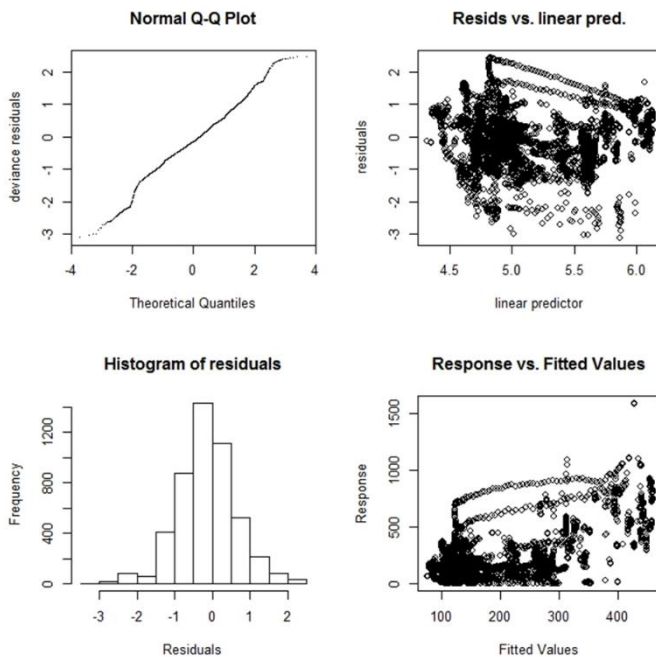 Normal Q-Q Plot
deviance residuals
-3 -2 -1 0 1 2
-4 -2 0 2 4
Theoretical Quantiles
Resids vs. linear pred.
residuals
-3 -2 -1 0 1 2
4.5 5.0 5.5 6.0
linear predictor
Histogram of residuals
Frequency
0 400 800 1200
-3 -2 -1 0 1 2
Residuals
Response vs. Fitted Values
Response
0 500 1000 1500
100 200 300 400
Fitted Values